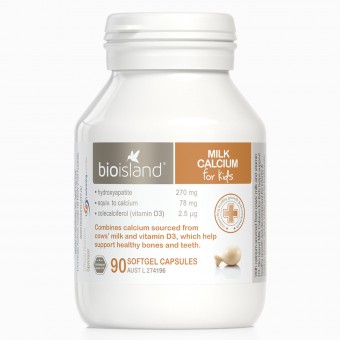 bioisland®
MILK
CALCIUM
for kids
• hydroxyapatite 270 mg
• equiv. to calcium 78 mg
• colecalciferol (vitamin D3) 2.5 µg
Combines calcium sourced from
cows' milk and vitamin D3, which help
support healthy bones and teeth.
90 SOFTGEL CAPSULES
AUST L 274196